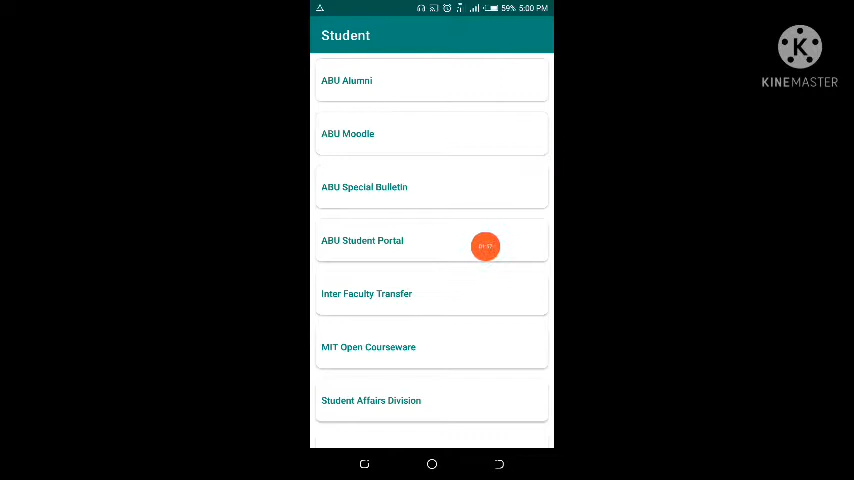 59% 5:00 PM
Student
ABU Alumni
ABU Moodle
ABU Special Bulletin
ABU Student Portal
Inter Faculty Transfer
MIT Open Courseware
Student Affairs Division
K
KINEMASTER